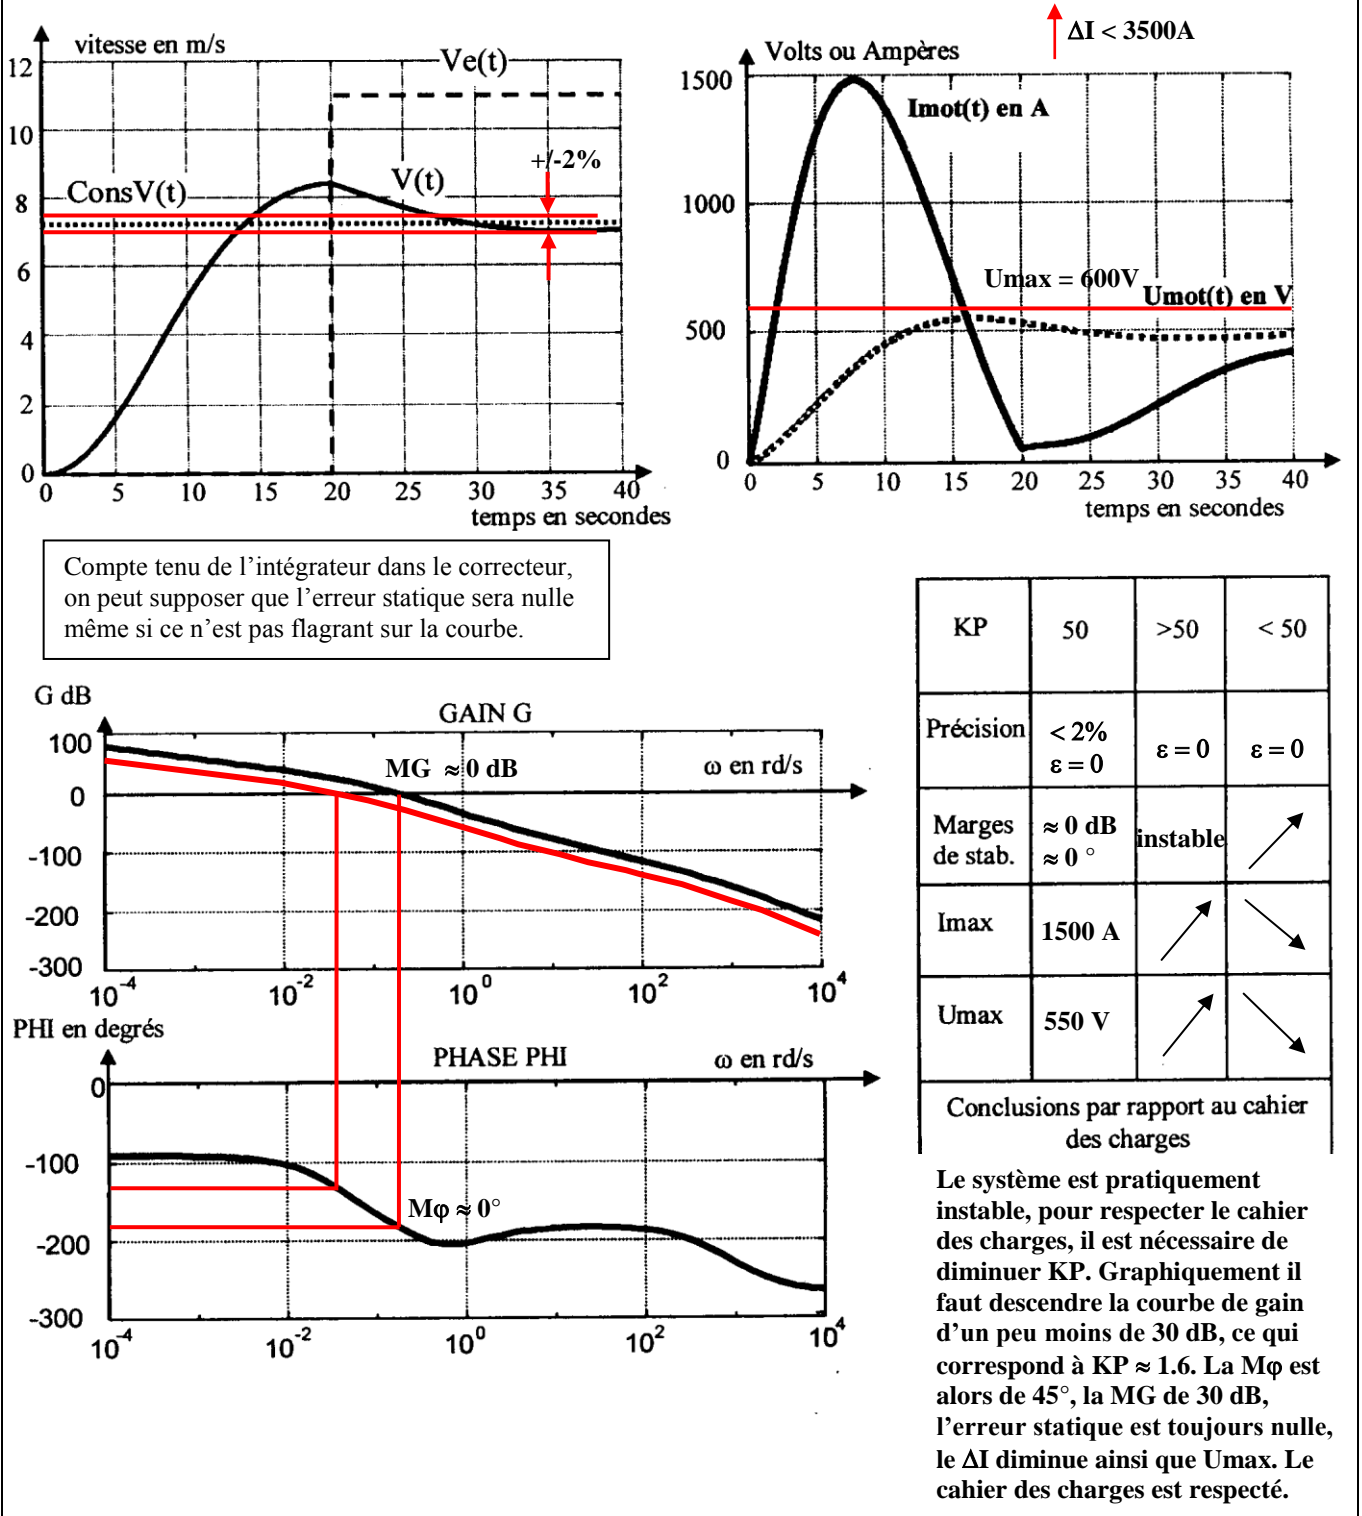 vitesse en m/s
Ve(t)
12
10
8
6
4
2
0
ConsV(t)
V(t)
+/-2%
0 5 10 15 20 25 30 35 40
temps en secondes
ΔI < 3500A
Volts ou Ampères
1500
1000
500
0
Imot(t) en A
Umax = 600V
Umot(t) en V
0 5 10 15 20 25 30 35 40
temps en secondes
Compte tenu de l'intégrateur dans le correcteur,
on peut supposer que l'erreur statique sera nulle
même si ce n'est pas flagrant sur la courbe.
G dB
GAIN G
100
0
-100
-200
-300
MG ≈ 0 dB
ω en rd/s
10⁻⁴ 10⁻² 10⁰ 10² 10⁴
PHI en degrés
PHASE PHI
ω en rd/s
0
-100
-200
-300
Mφ ≈ 0°
10⁻⁴ 10⁻² 10⁰ 10² 10⁴
KP 50 >50 < 50
Précision < 2% ε = 0 ε = 0
ε = 0
Marges ≈ 0 dB instable
de stab. ≈ 0 °
Imax 1500 A
Umax 550 V
Conclusions par rapport au cahier
des charges
Le système est pratiquement
instable, pour respecter le cahier
des charges, il est nécessaire de
diminuer KP. Graphiquement il
faut descendre la courbe de gain
d'un peu moins de 30 dB, ce qui
correspond à KP ≈ 1.6. La Mφ est
alors de 45°, la MG de 30 dB,
l'erreur statique est toujours nulle,
le ΔI diminue ainsi que Umax. Le
cahier des charges est respecté.